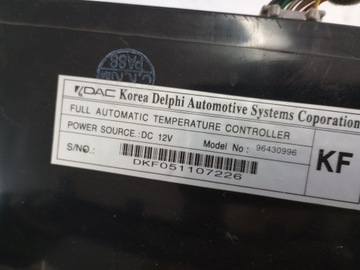 KDAC Korea Delphi Automotive Systems Coporation
FULL AUTOMATIC TEMPERATURE CONTROLLER
POWER SOURCE:DC 12V Model No : 96430996
S/NO.: DKF051107226 KF
PASS